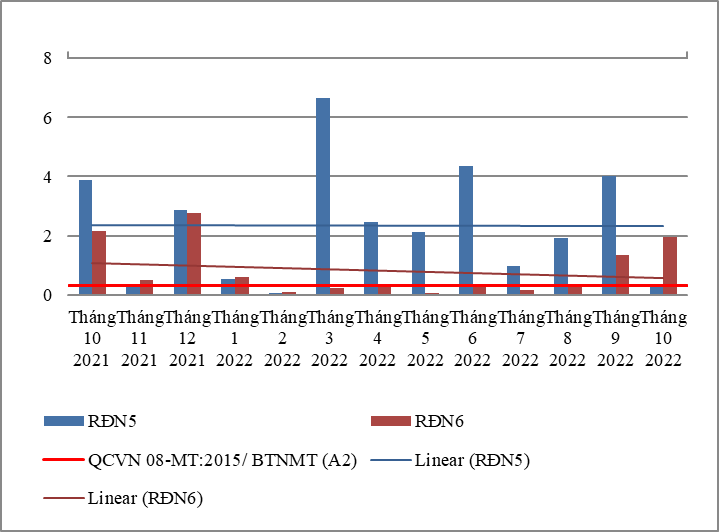 8
6
4
2
0
Tháng Tháng Tháng Tháng Tháng Tháng Tháng Tháng Tháng Tháng Tháng Tháng Tháng
10 11 12 1 2 3 4 5 6 7 8 9 10
2021 2021 2021 2022 2022 2022 2022 2022 2022 2022 2022 2022 2022
RĐN5 RĐN6
QCVN 08-MT:2015/ BTNMT (A2) Linear (RĐN5)
Linear (RĐN6)